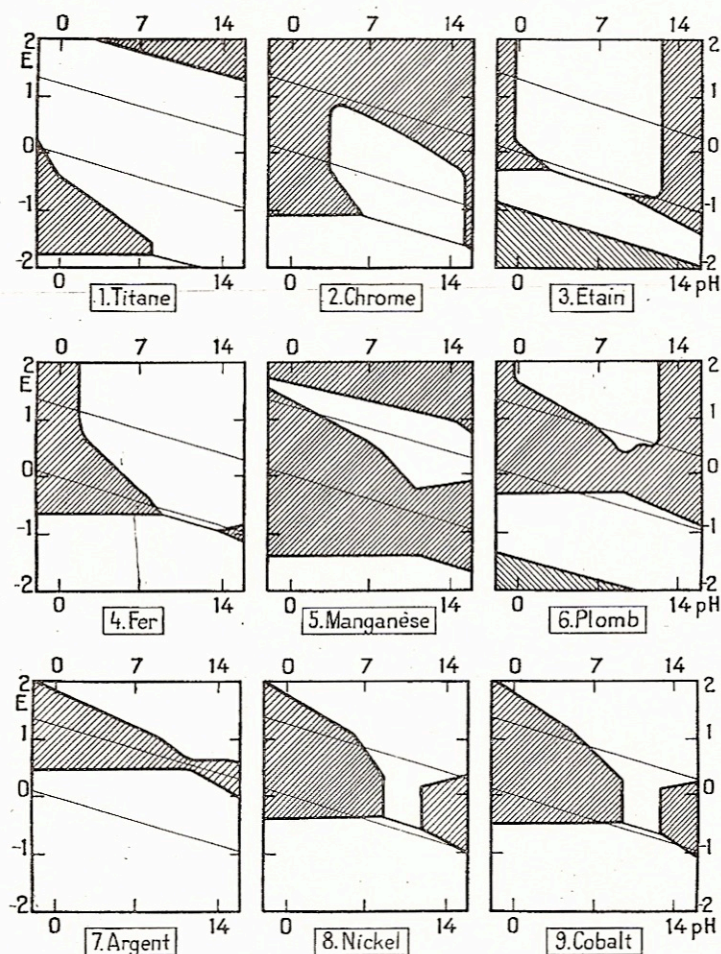 0 7 14 0 7 14 0 7 14
2 E 1 0 -1 -2
2 1 0 -1 -2
0 14 0 14 0 14 pH
1.Titane 2.Chrome 3.Etain
0 7 14 0 7 14 0 7 14
2 E 1 0 -1 -2
2 1 0 -1 -2
0 14 0 14 0 14 pH
4.Fer 5.Manganèse 6.Plomb
0 7 14 0 7 14 0 7 14
2 E 1 0 -1 -2
2 1 0 -1 -2
0 14 0 14 0 14 pH
7.Argent 8.Nickel 9.Cobalt